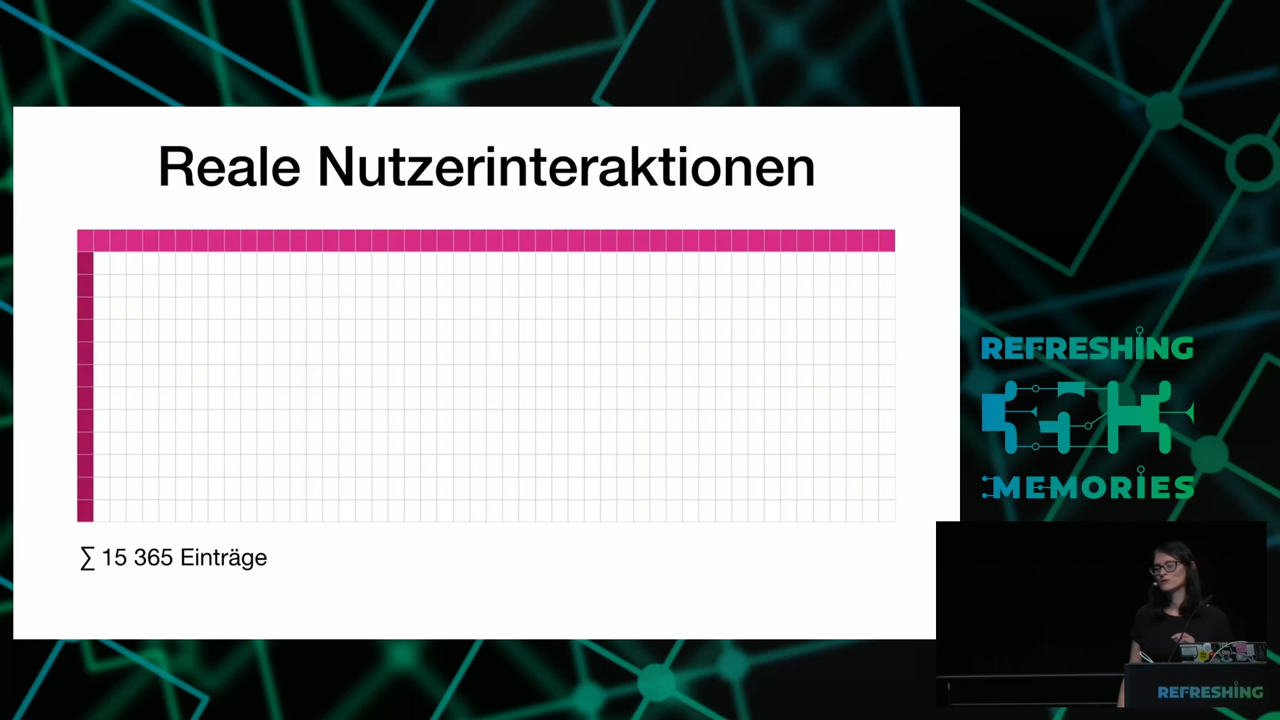 Reale Nutzerinteraktionen
∑ 15 365 Einträge
REFRESHING
MEMORIES
REFRESHING